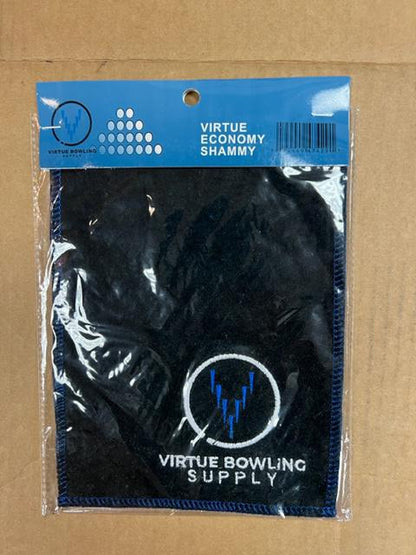 VIRTUE BOWLING
SUPPLY
VIRTUE
ECONOMY
SHAMMY
VIRTUE BOWLING
SUPPLY